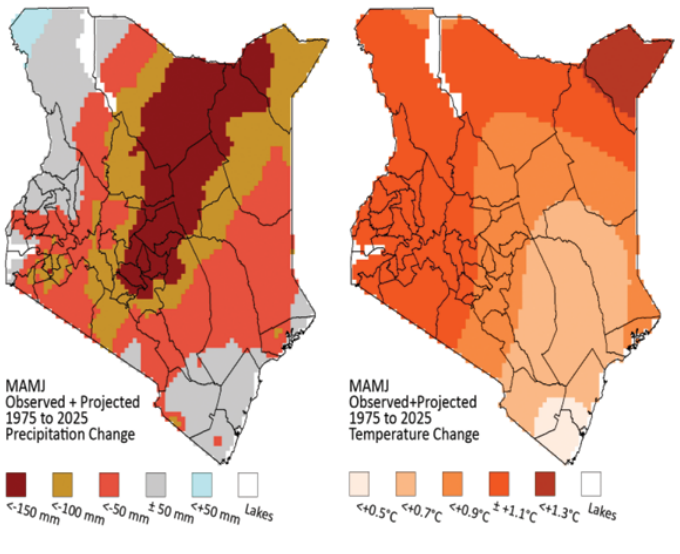 MAMJ
Observed + Projected
1975 to 2025
Precipitation Change
<-150 mm
<-100 mm
<-50 mm
± 50 mm
<+50 mm
Lakes
MAMJ
Observed+Projected
1975 to 2025
Temperature Change
<+0.5°C
<+0.7°C
<+0.9°C
± +1.1°C
<+1.3°C
Lakes